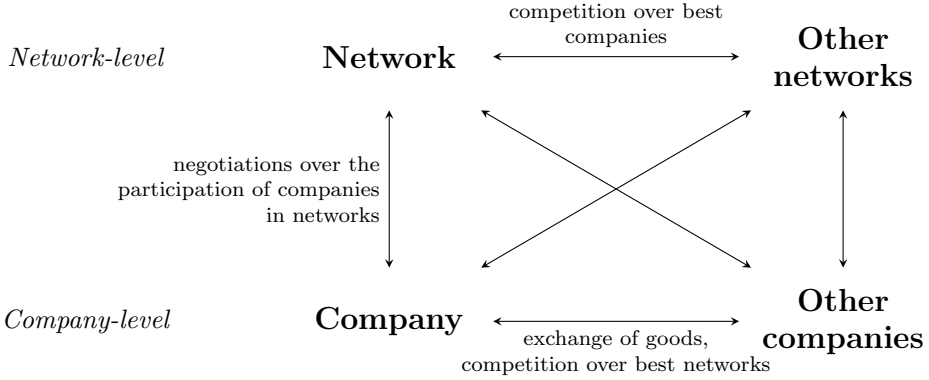 competition over best
companies
Network-level
Network
Other
networks
negotiations over the
participation of companies
in networks
Company-level
Company
Other
companies
exchange of goods,
competition over best networks